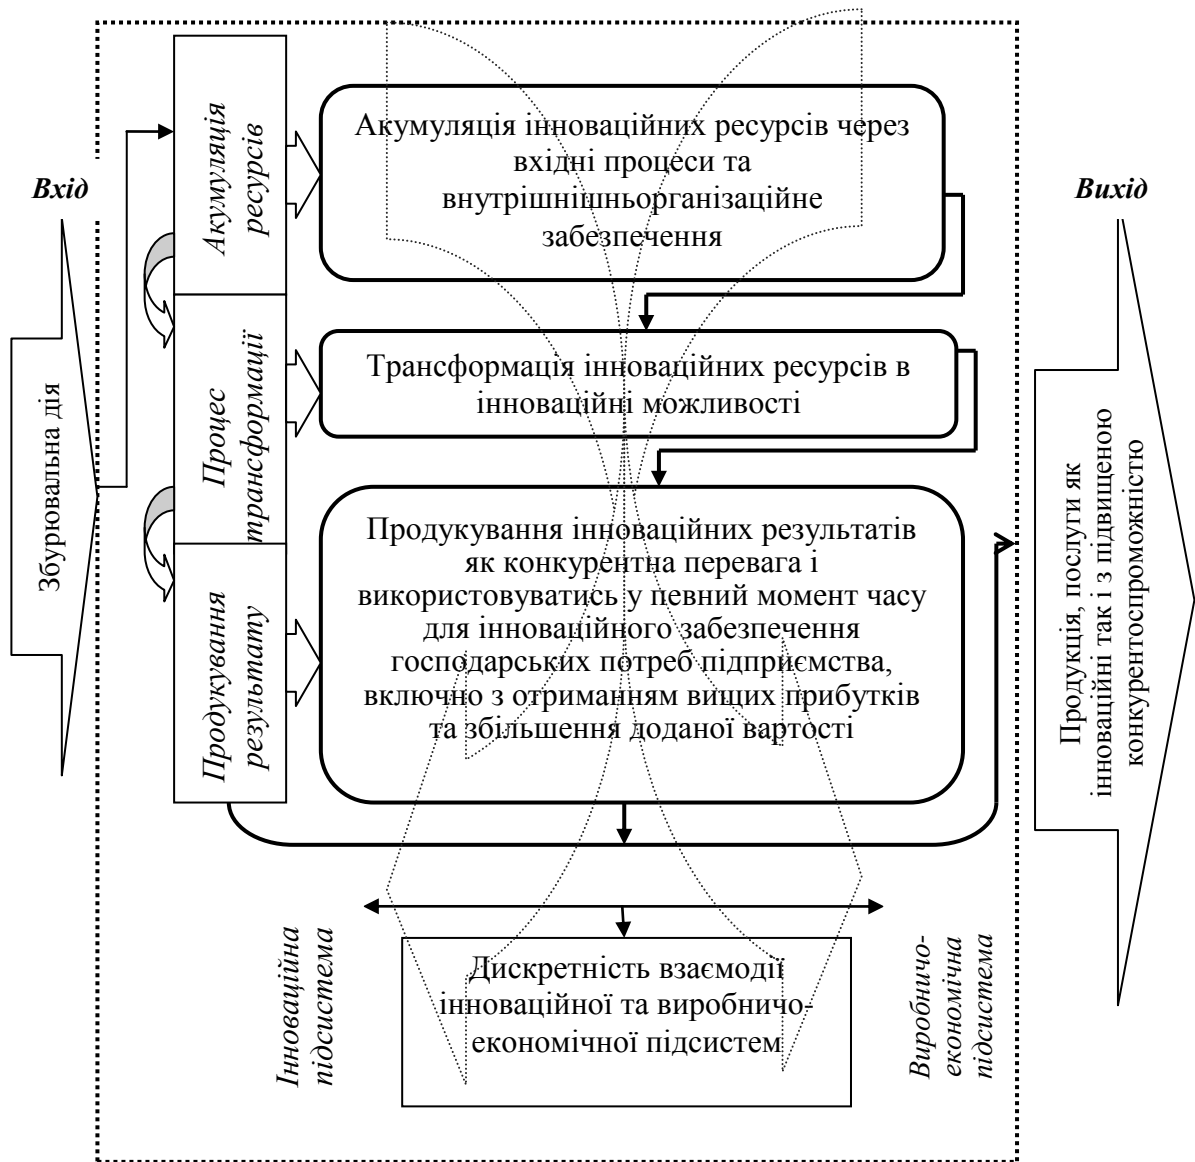 Вхід
Збурювальна дія
Акумуляція
ресурсів
Процес
трансформації
Продукування
результату
Акумуляція інноваційних ресурсів через
вхідні процеси та
внутрішнішньорганізаційне
забезпечення
Трансформація інноваційних ресурсів в
інноваційні можливості
Продукування інноваційних результатів
як конкурентна перевага і
використовуватись у певний момент часу
для інноваційного забезпечення
господарських потреб підприємства,
включно з отриманням вищих прибутків
та збільшення доданої вартості
Інноваційна
підсистема
Дискретність взаємодії
інноваційної та виробничо-
економічної підсистем
Виробничо-
економічна
підсистема
Вихід
Продукція, послуги як
інноваційні так і з підвищеною
конкурентоспроможністю